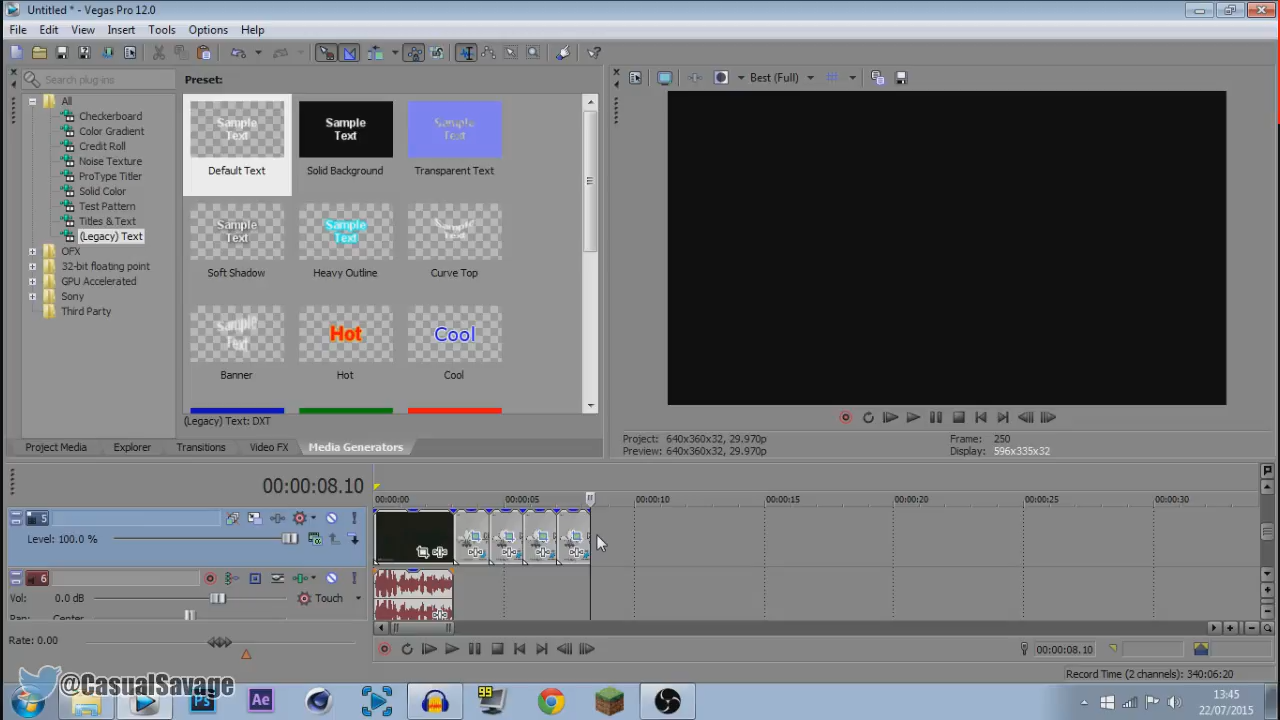 Untitled * - Vegas Pro 12.0
File Edit View Insert Tools Options Help
Search plug-ins
Preset:
All
Checkerboard
Color Gradient
Credit Roll
Noise Texture
ProType Titler
Solid Color
Test Pattern
Titles & Text
(Legacy) Text
OFX
32-bit floating point
GPU Accelerated
Sony
Third Party
Sample Text
Sample Text
Sample Text
Default Text
Solid Background
Transparent Text
Sample Text
Sample Text
Sample Text
Soft Shadow
Heavy Outline
Curve Top
Sample Text
Hot
Cool
Banner
Hot
Cool
(Legacy) Text: DXT
Project Media Explorer Transitions Video FX Media Generators
Best (Full)
Project: 640x360x32, 29.970p
Preview: 640x360x32, 29.970p
Frame: 250
Display: 596x335x32
00:00:08.10
00:00:00 00:00:05 00:00:10 00:00:15 00:00:20 00:00:25 00:00:30
5
Level: 100.0 %
6
Vol: 0.0 dB Touch
Pan: Center
Rate: 0.00
00:00:08.10
Record Time (2 channels): 340:06:20
@CasualSavage
Ps
Ae
99
13:45
22/07/2015